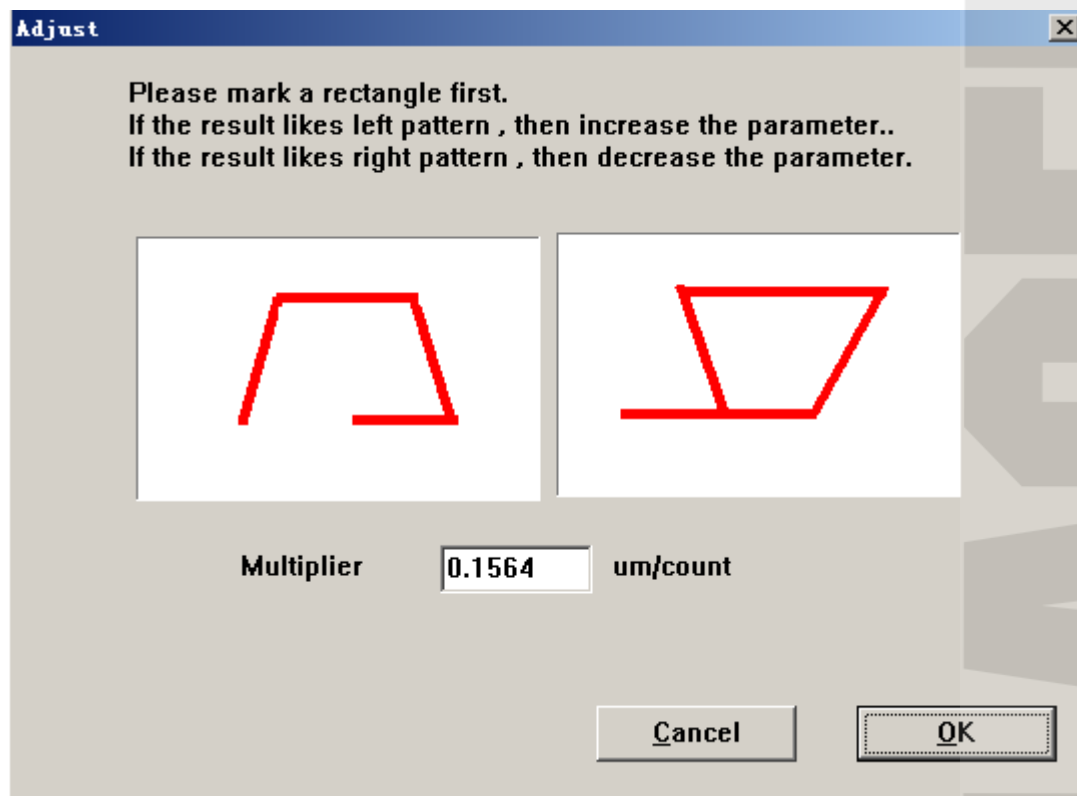 Adjust
Please mark a rectangle first.
If the result likes left pattern , then increase the parameter..
If the result likes right pattern , then decrease the parameter.
Multiplier 0.1564 um/count
Cancel OK